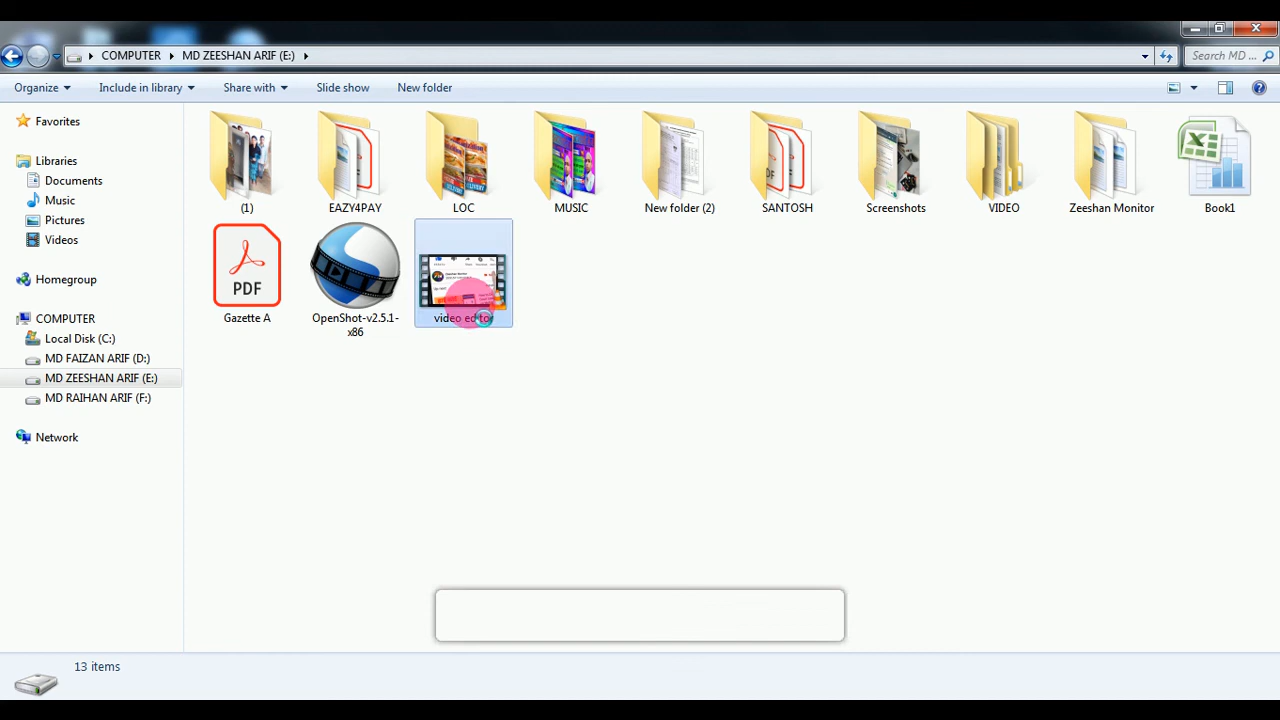 COMPUTER MD ZEESHAN ARIF (E:)
Search MD ...
Organize Include in library Share with Slide show New folder
Favorites
Libraries
Documents
Music
Pictures
Videos
Homegroup
COMPUTER
Local Disk (C:)
MD FAIZAN ARIF (D:)
MD ZEESHAN ARIF (E:)
MD RAIHAN ARIF (F:)
Network
(1) EAZY4PAY LOC MUSIC New folder (2) SANTOSH Screenshots VIDEO Zeeshan Monitor Book1
PDF
Gazette A OpenShot-v2.5.1-x86 video editor
13 items